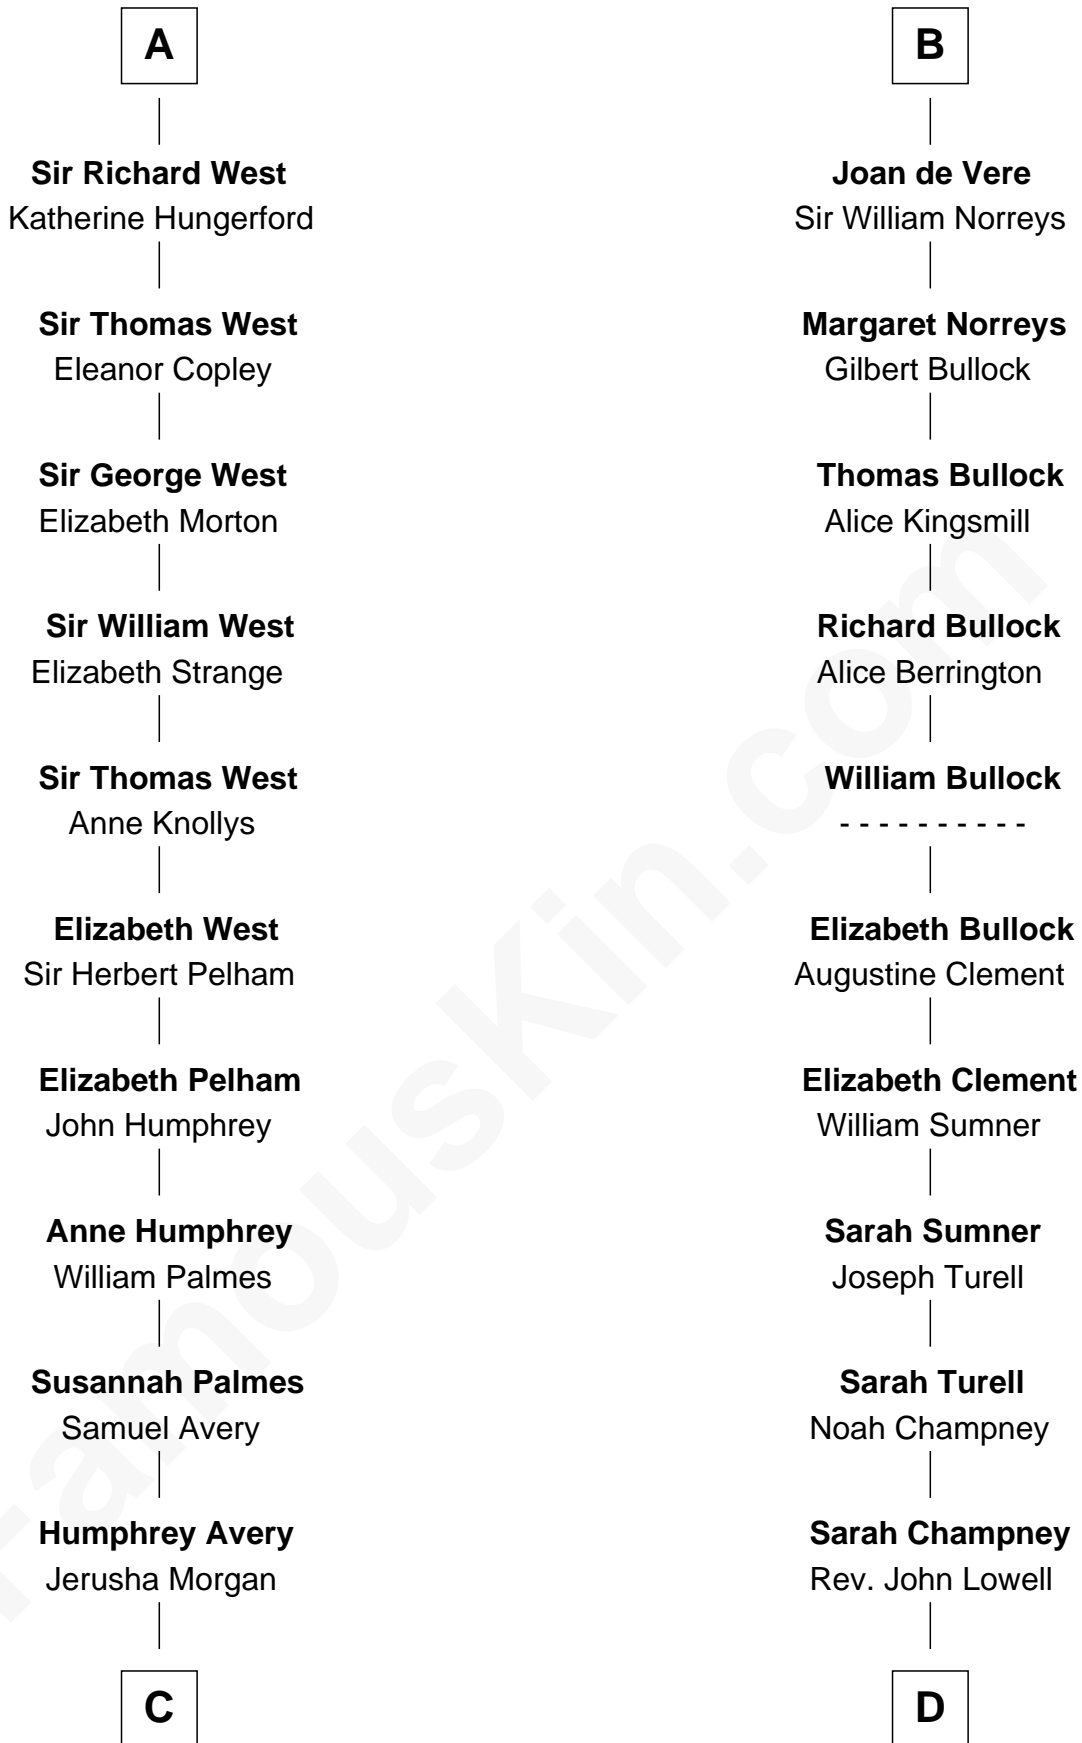 A
Sir Richard West
Katherine Hungerford
Sir Thomas West
Eleanor Copley
Sir George West
Elizabeth Morton
Sir William West
Elizabeth Strange
Sir Thomas West
Anne Knollys
Elizabeth West
Sir Herbert Pelham
Elizabeth Pelham
John Humphrey
Anne Humphrey
William Palmes
Susannah Palmes
Samuel Avery
Humphrey Avery
Jerusha Morgan
C
B
Joan de Vere
Sir William Norreys
Margaret Norreys
Gilbert Bullock
Thomas Bullock
Alice Kingsmill
Richard Bullock
Alice Berrington
William Bullock
- - - - - - - - - -
Elizabeth Bullock
Augustine Clement
Elizabeth Clement
William Sumner
Sarah Sumner
Joseph Turell
Sarah Turell
Noah Champney
Sarah Champney
Rev. John Lowell
D
FamousKin.com